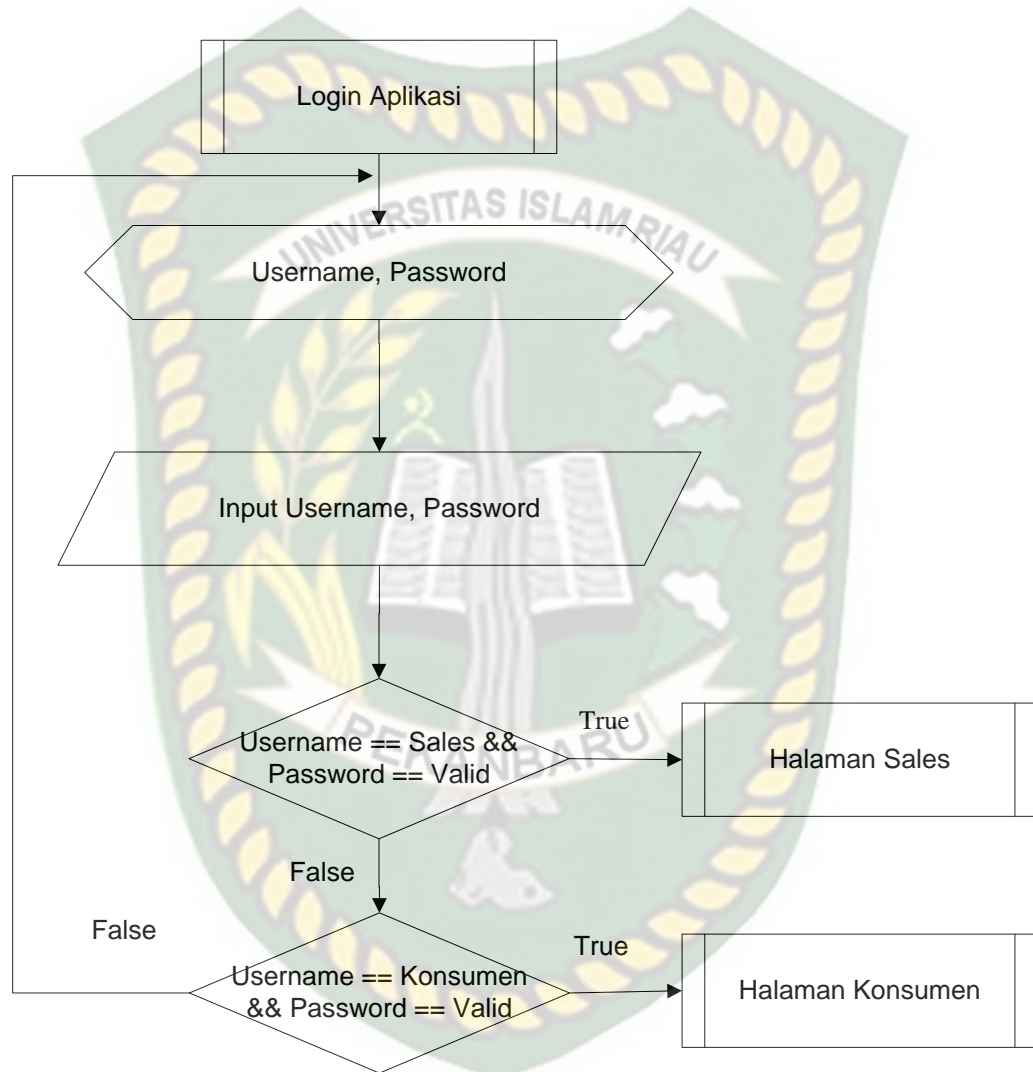 Login Aplikasi
UNIVERSITAS ISLAM RIAU
Username, Password
Input Username, Password
Username == Sales &&
Password == Valid
True
Halaman Sales
PEKANBARU
False
False
Username == Konsumen
&& Password == Valid
True
Halaman Konsumen